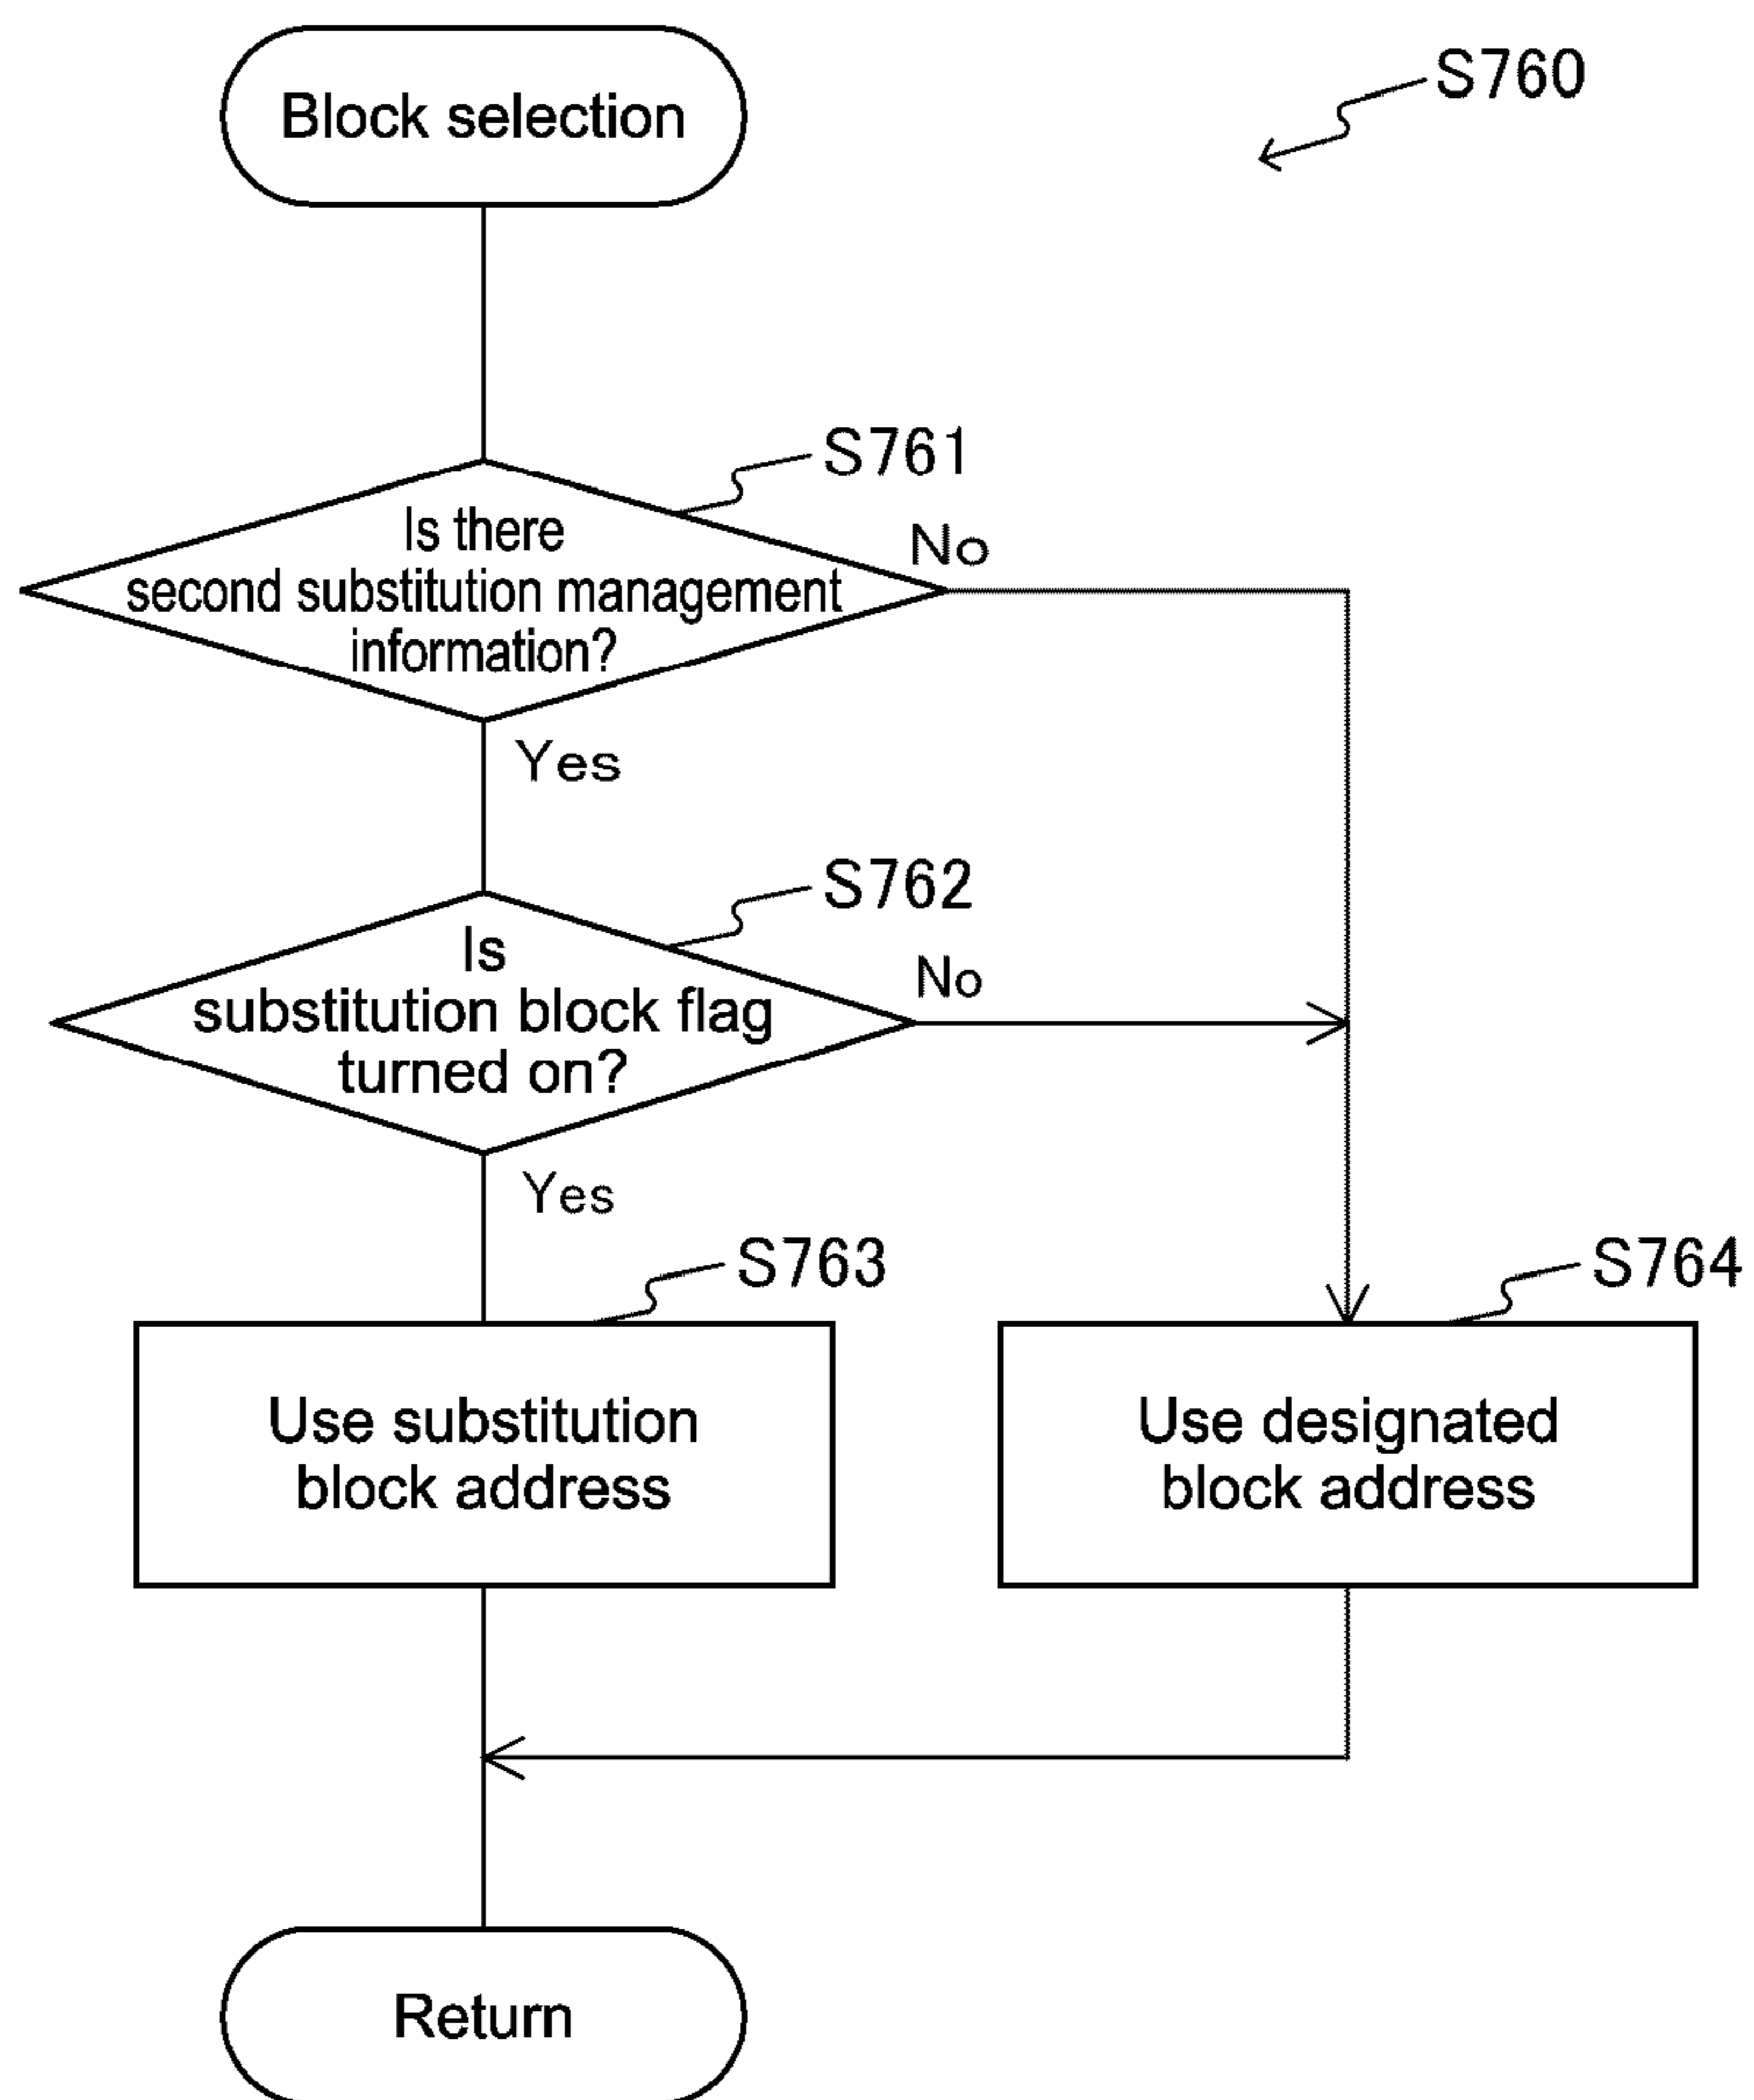 Block selection
S760
S761
Is there
second substitution management
information?
No
Yes
S762
Is
substitution block flag
turned on?
No
Yes
S763
S764
Use substitution
block address
Use designated
block address
Return